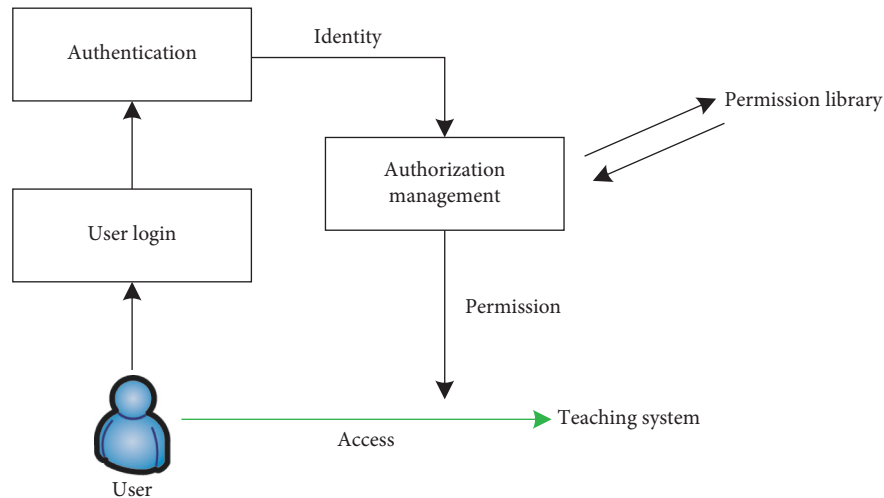 Authentication
Identity
Permission library
Authorization
management
User login
Permission
Teaching system
Access
User